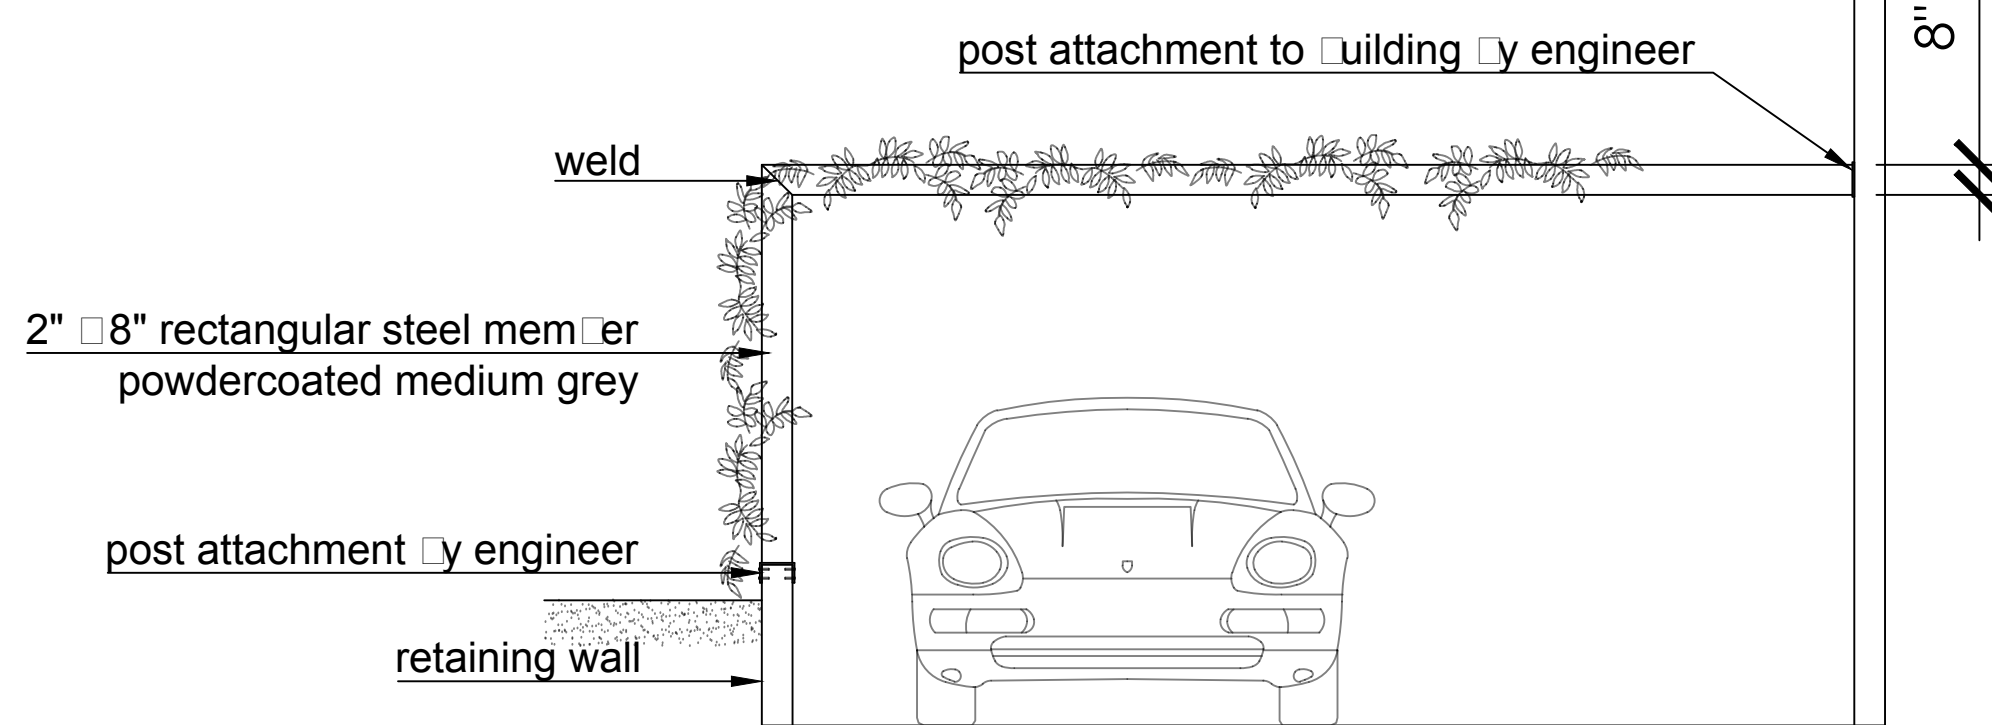 8"
post attachment to □uilding □y engineer
weld
2" □8" rectangular steel mem□er
powdercoated medium grey
post attachment □y engineer
retaining wall